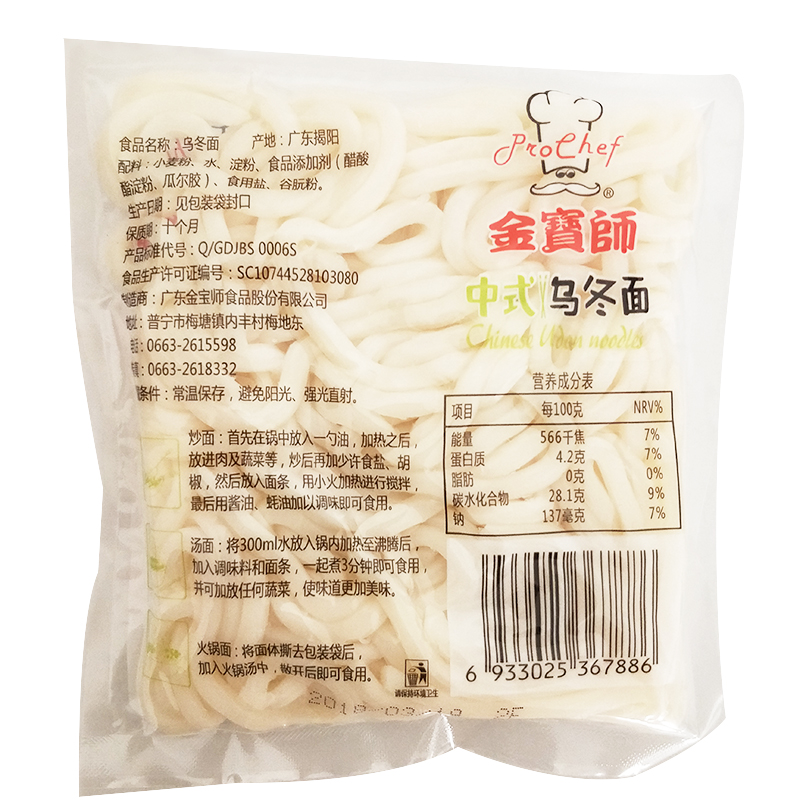 食品名称：乌冬面 产地：广东揭阳
配料：小麦粉、水、淀粉、食品添加剂（醋酸
酯淀粉、瓜尔胶）、食用盐、谷朊粉。
生产日期：见包装袋封口
保质期：十个月
产品标准代号：Q/GDJBS 0006S
食品生产许可证编号：SC10744528103080
制造商：广东金宝师食品股份有限公司
地址：普宁市梅塘镇内丰村梅地东
电话：0663-2615598
0663-2618332
条件：常温保存，避免阳光、强光直射。
炒面：首先在锅中放入一勺油，加热之后，
放进肉及蔬菜等，炒后再加少许食盐、胡
椒，然后放入面条，用小火加热进行搅拌，
最后用酱油、蚝油加以调味即可食用。
汤面：将300ml水放入锅内加热至沸腾后，
加入调味料和面条，一起煮3分钟即可食用，
并可加放任何蔬菜，使味道更加美味。
火锅面：将面体撕去包装袋后，
加入火锅汤中，散开后即可食用。
请保持环境卫生
ProChef
®
金寶師
中式乌冬面
Chinese Udon noodles
营养成分表
项目 每100克 NRV%
能量 566千焦 7%
蛋白质 4.2克 7%
脂肪 0克 0%
碳水化合物 28.1克 9%
钠 137毫克 7%
6 933025 367886